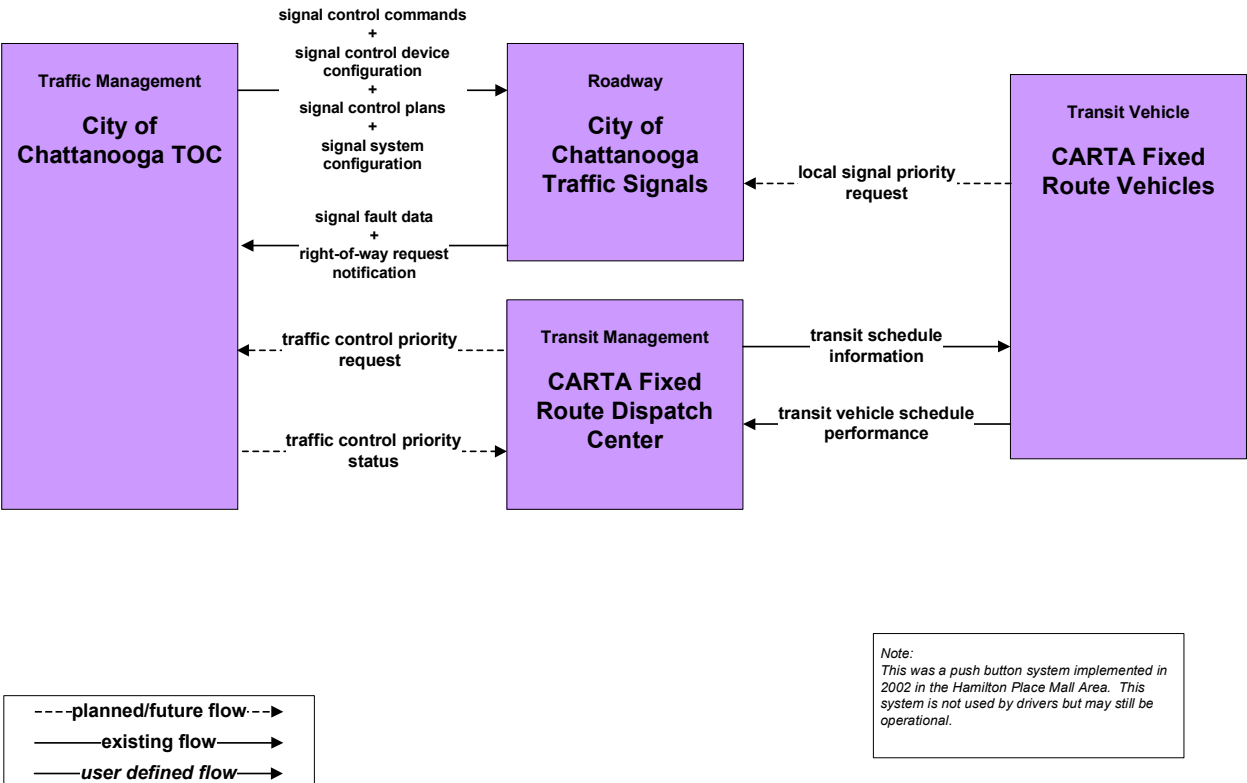 signal control commands
+
signal control device
configuration
+
signal control plans
+
signal system
configuration
Traffic Management
City of
Chattanooga TOC
Roadway
City of
Chattanooga
Traffic Signals
Transit Vehicle
CARTA Fixed
Route Vehicles
local signal priority
request
signal fault data
+
right-of-way request
notification
traffic control priority
request
Transit Management
CARTA Fixed
Route Dispatch
Center
transit schedule
information
transit vehicle schedule
performance
traffic control priority
status
Note:
This was a push button system implemented in
2002 in the Hamilton Place Mall Area. This
system is not used by drivers but may still be
operational.
planned/future flow
existing flow
user defined flow